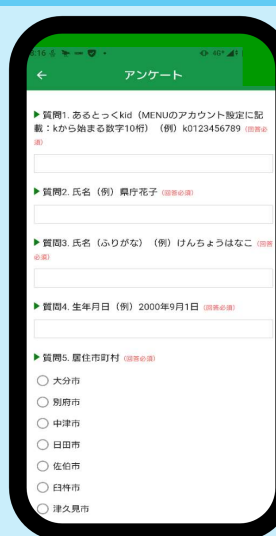 アンケート
▶質問1. あるとっくkid（MENUのアカウント設定に記
載：kから始まる数字10桁）（例）k0123456789（回答必
須）
▶質問2. 氏名（例）県庁花子（回答必須）
▶質問3. 氏名（ふりがな）（例）けんちょうはなこ（回答
必須）
▶質問4. 生年月日（例）2000年9月1日（回答必須）
▶質問5. 居住市町村（回答必須）
大分市
別府市
中津市
日田市
佐伯市
臼杵市
津久見市